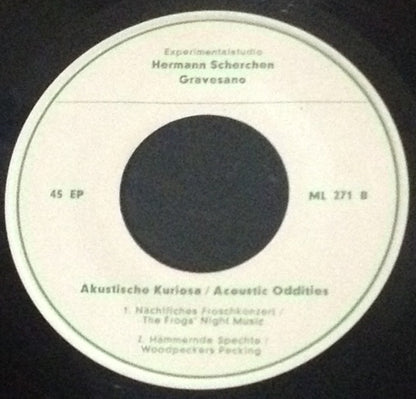 Experimentalstudio
Hermann Scherchen
Gravesano
45 EP
ML 271 B
Akustische Kuriosa / Acoustic Oddities
1. Nächtliches Froschkonzert /
The Frogs' Night Music
2. Hämmernde Spechte /
Woodpeckers Pecking